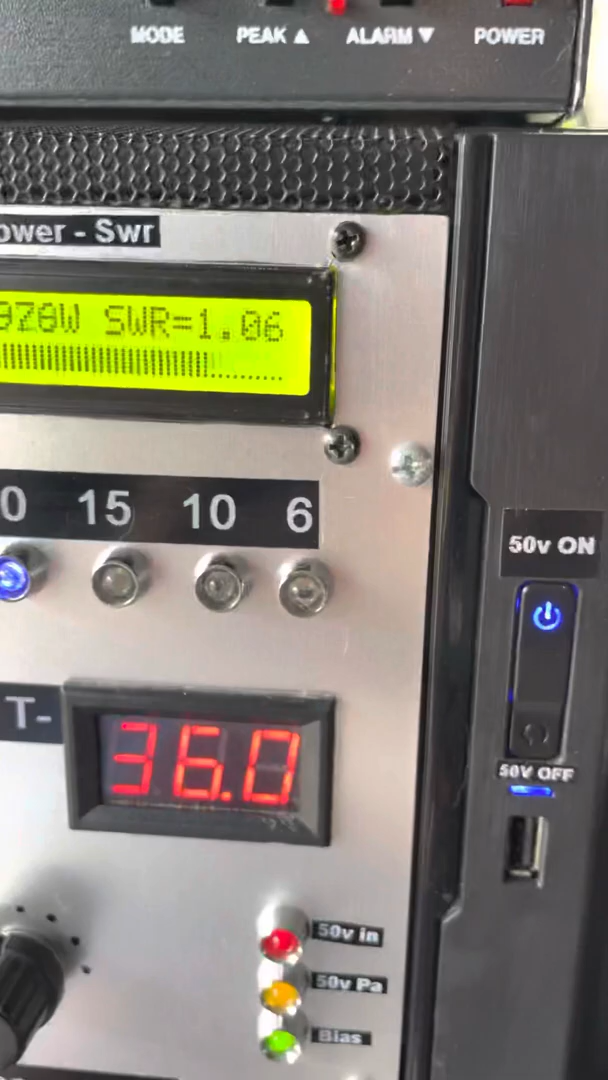 MODE PEAK ▲ ALARM ▼ POWER
ower - Swr
SWR=1.06
0 15 10 6
50v ON
T-
36.0
50V OFF
50v in
50v Pa
Bias